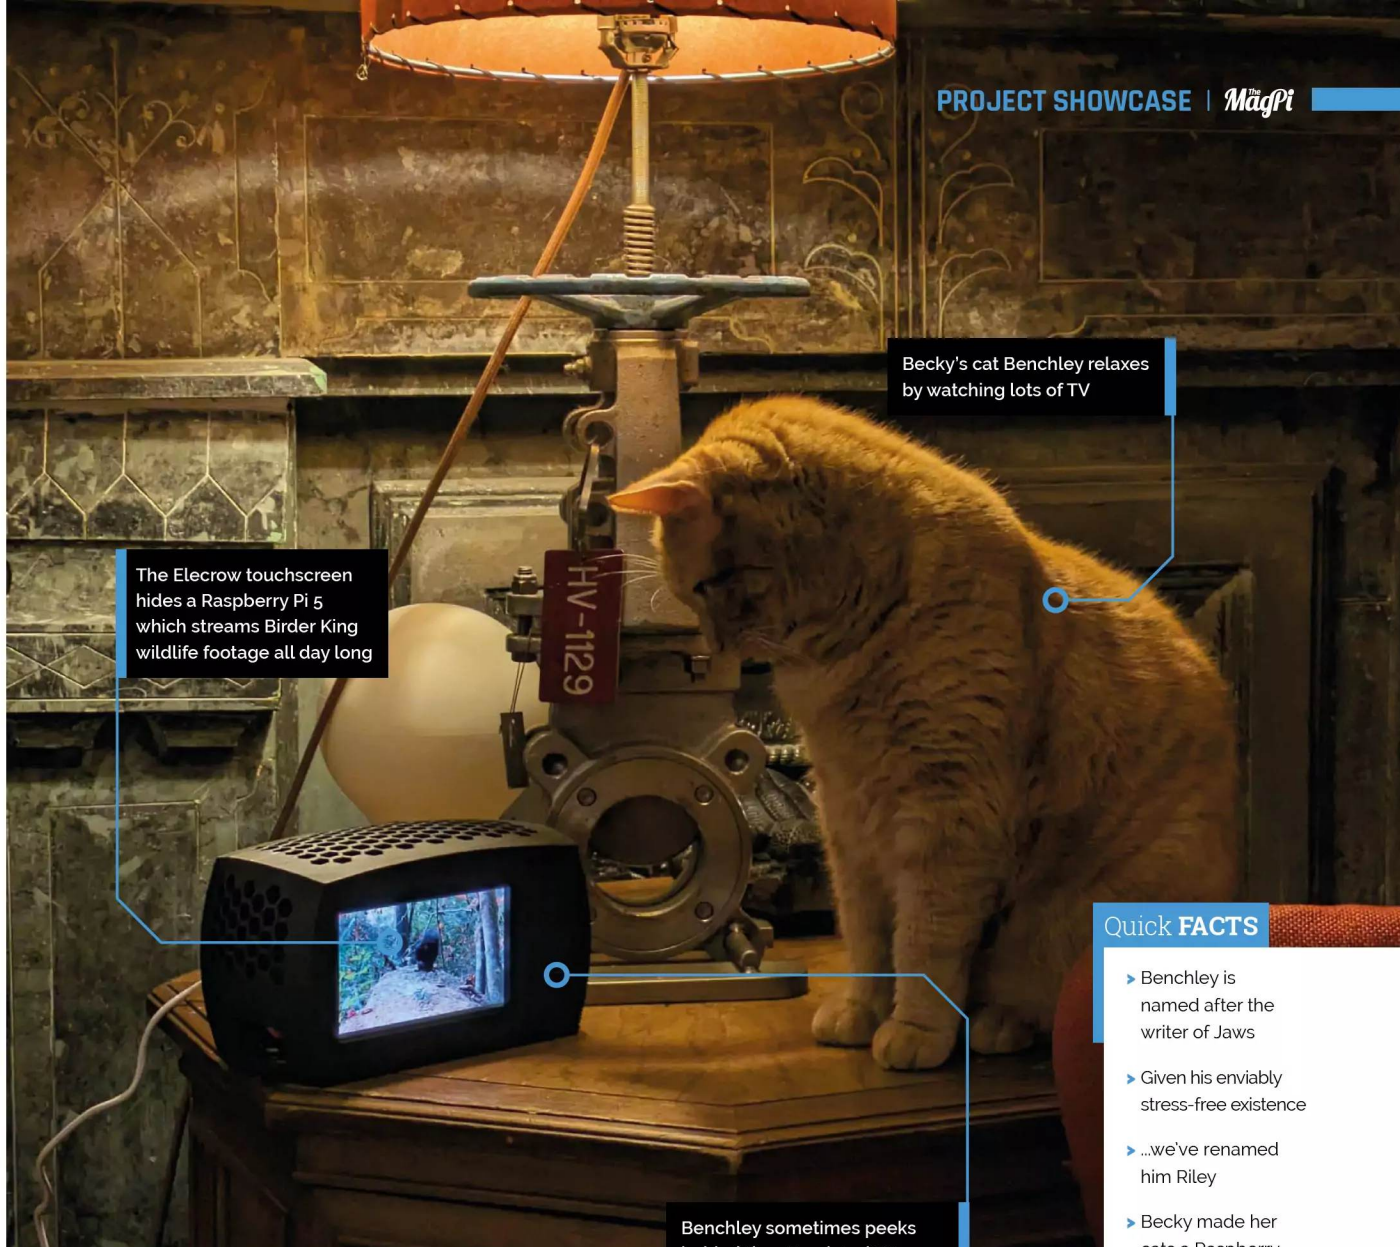 PROJECT SHOWCASE | The MagPi
Becky's cat Benchley relaxes
by watching lots of TV
The Elecrow touchscreen
hides a Raspberry Pi 5
which streams Birder King
wildlife footage all day long
HV-1129
Quick FACTS
> Benchley is
named after the
writer of Jaws
> Given his enviably
stress-free existence
> ...we've renamed
him Riley
> Becky made her
Benchley sometimes peeks